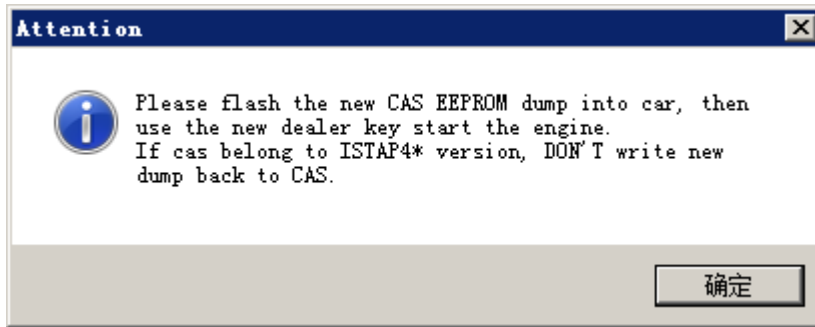 Attention
Please flash the new CAS EEPROM dump into car, then
use the new dealer key start the engine.
If cas belong to ISTAP4* version, DON'T write new
dump back to CAS.
确定